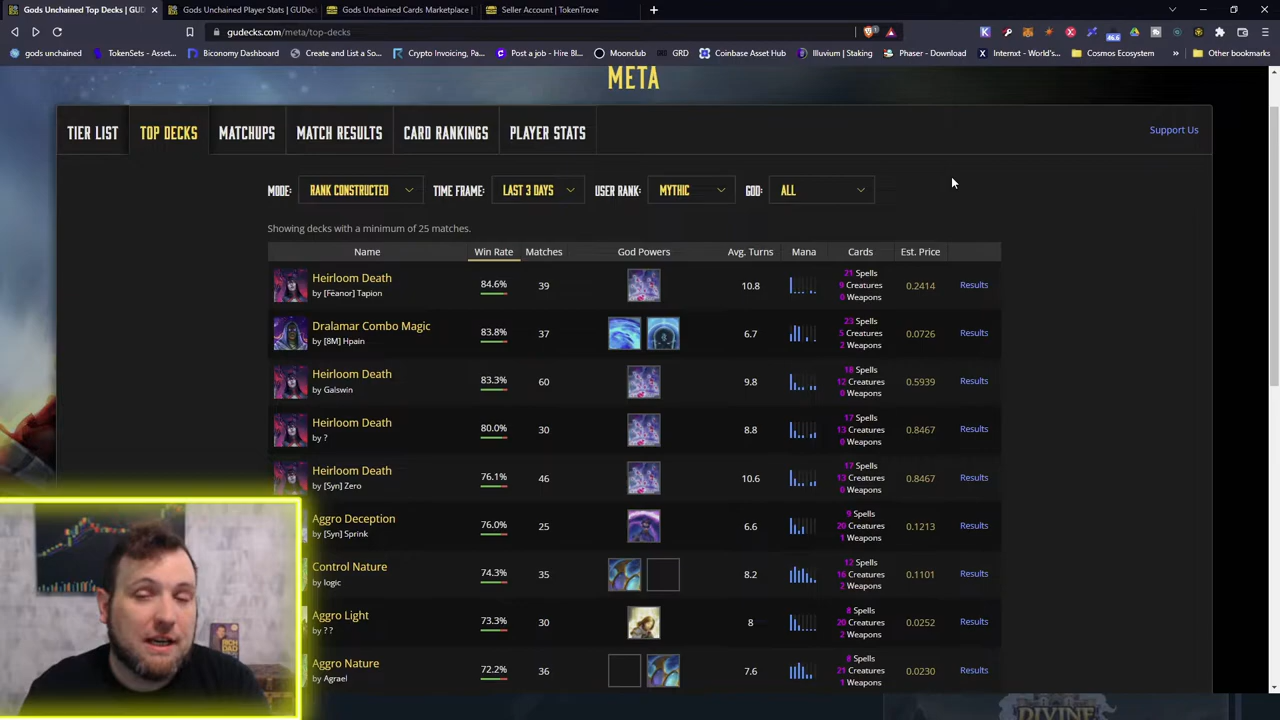 Gods Unchained Top Decks | GUD
Gods Unchained Player Stats | GUDec
Gods Unchained Cards Marketplace |
Seller Account | TokenTrove
gudecks.com/meta/top-decks
gods unchained
TokenSets - Asset...
Biconomy Dashboard
Create and List a So...
Crypto Invoicing, Pa...
Post a job - Hire Bl...
Moonclub
GRD
Coinbase Asset Hub
Illuvium | Staking
Phaser - Download
Internxt - World's...
Cosmos Ecosystem
Other bookmarks
META
TIER LIST TOP DECKS MATCHUPS MATCH RESULTS CARD RANKINGS PLAYER STATS Support Us
MODE: RANK CONSTRUCTED TIME FRAME: LAST 3 DAYS USER RANK: MYTHIC GOD: ALL
Showing decks with a minimum of 25 matches.
Name Win Rate Matches God Powers Avg. Turns Mana Cards Est. Price
Heirloom Death
by [Fëanor] Tapion
84.6% 39 10.8
21 Spells
9 Creatures
0 Weapons
0.2414 Results
Dralamar Combo Magic
by [8M] Hpain
83.8% 37 6.7
23 Spells
5 Creatures
2 Weapons
0.0726 Results
Heirloom Death
by Galswin
83.3% 60 9.8
18 Spells
12 Creatures
0 Weapons
0.5939 Results
Heirloom Death
by ?
80.0% 30 8.8
17 Spells
13 Creatures
0 Weapons
0.8467 Results
Heirloom Death
by [Syn] Zero
76.1% 46 10.6
17 Spells
13 Creatures
0 Weapons
0.8467 Results
Aggro Deception
by [Syn] Sprink
76.0% 25 6.6
9 Spells
20 Creatures
1 Weapons
0.1213 Results
Control Nature
by logic
74.3% 35 8.2
12 Spells
16 Creatures
2 Weapons
0.1101 Results
Aggro Light
by ? ?
73.3% 30 8
8 Spells
20 Creatures
2 Weapons
0.0252 Results
Aggro Nature
by Agrael
72.2% 36 7.6
8 Spells
21 Creatures
1 Weapons
0.0230 Results
RICH
DAD
DIVINE